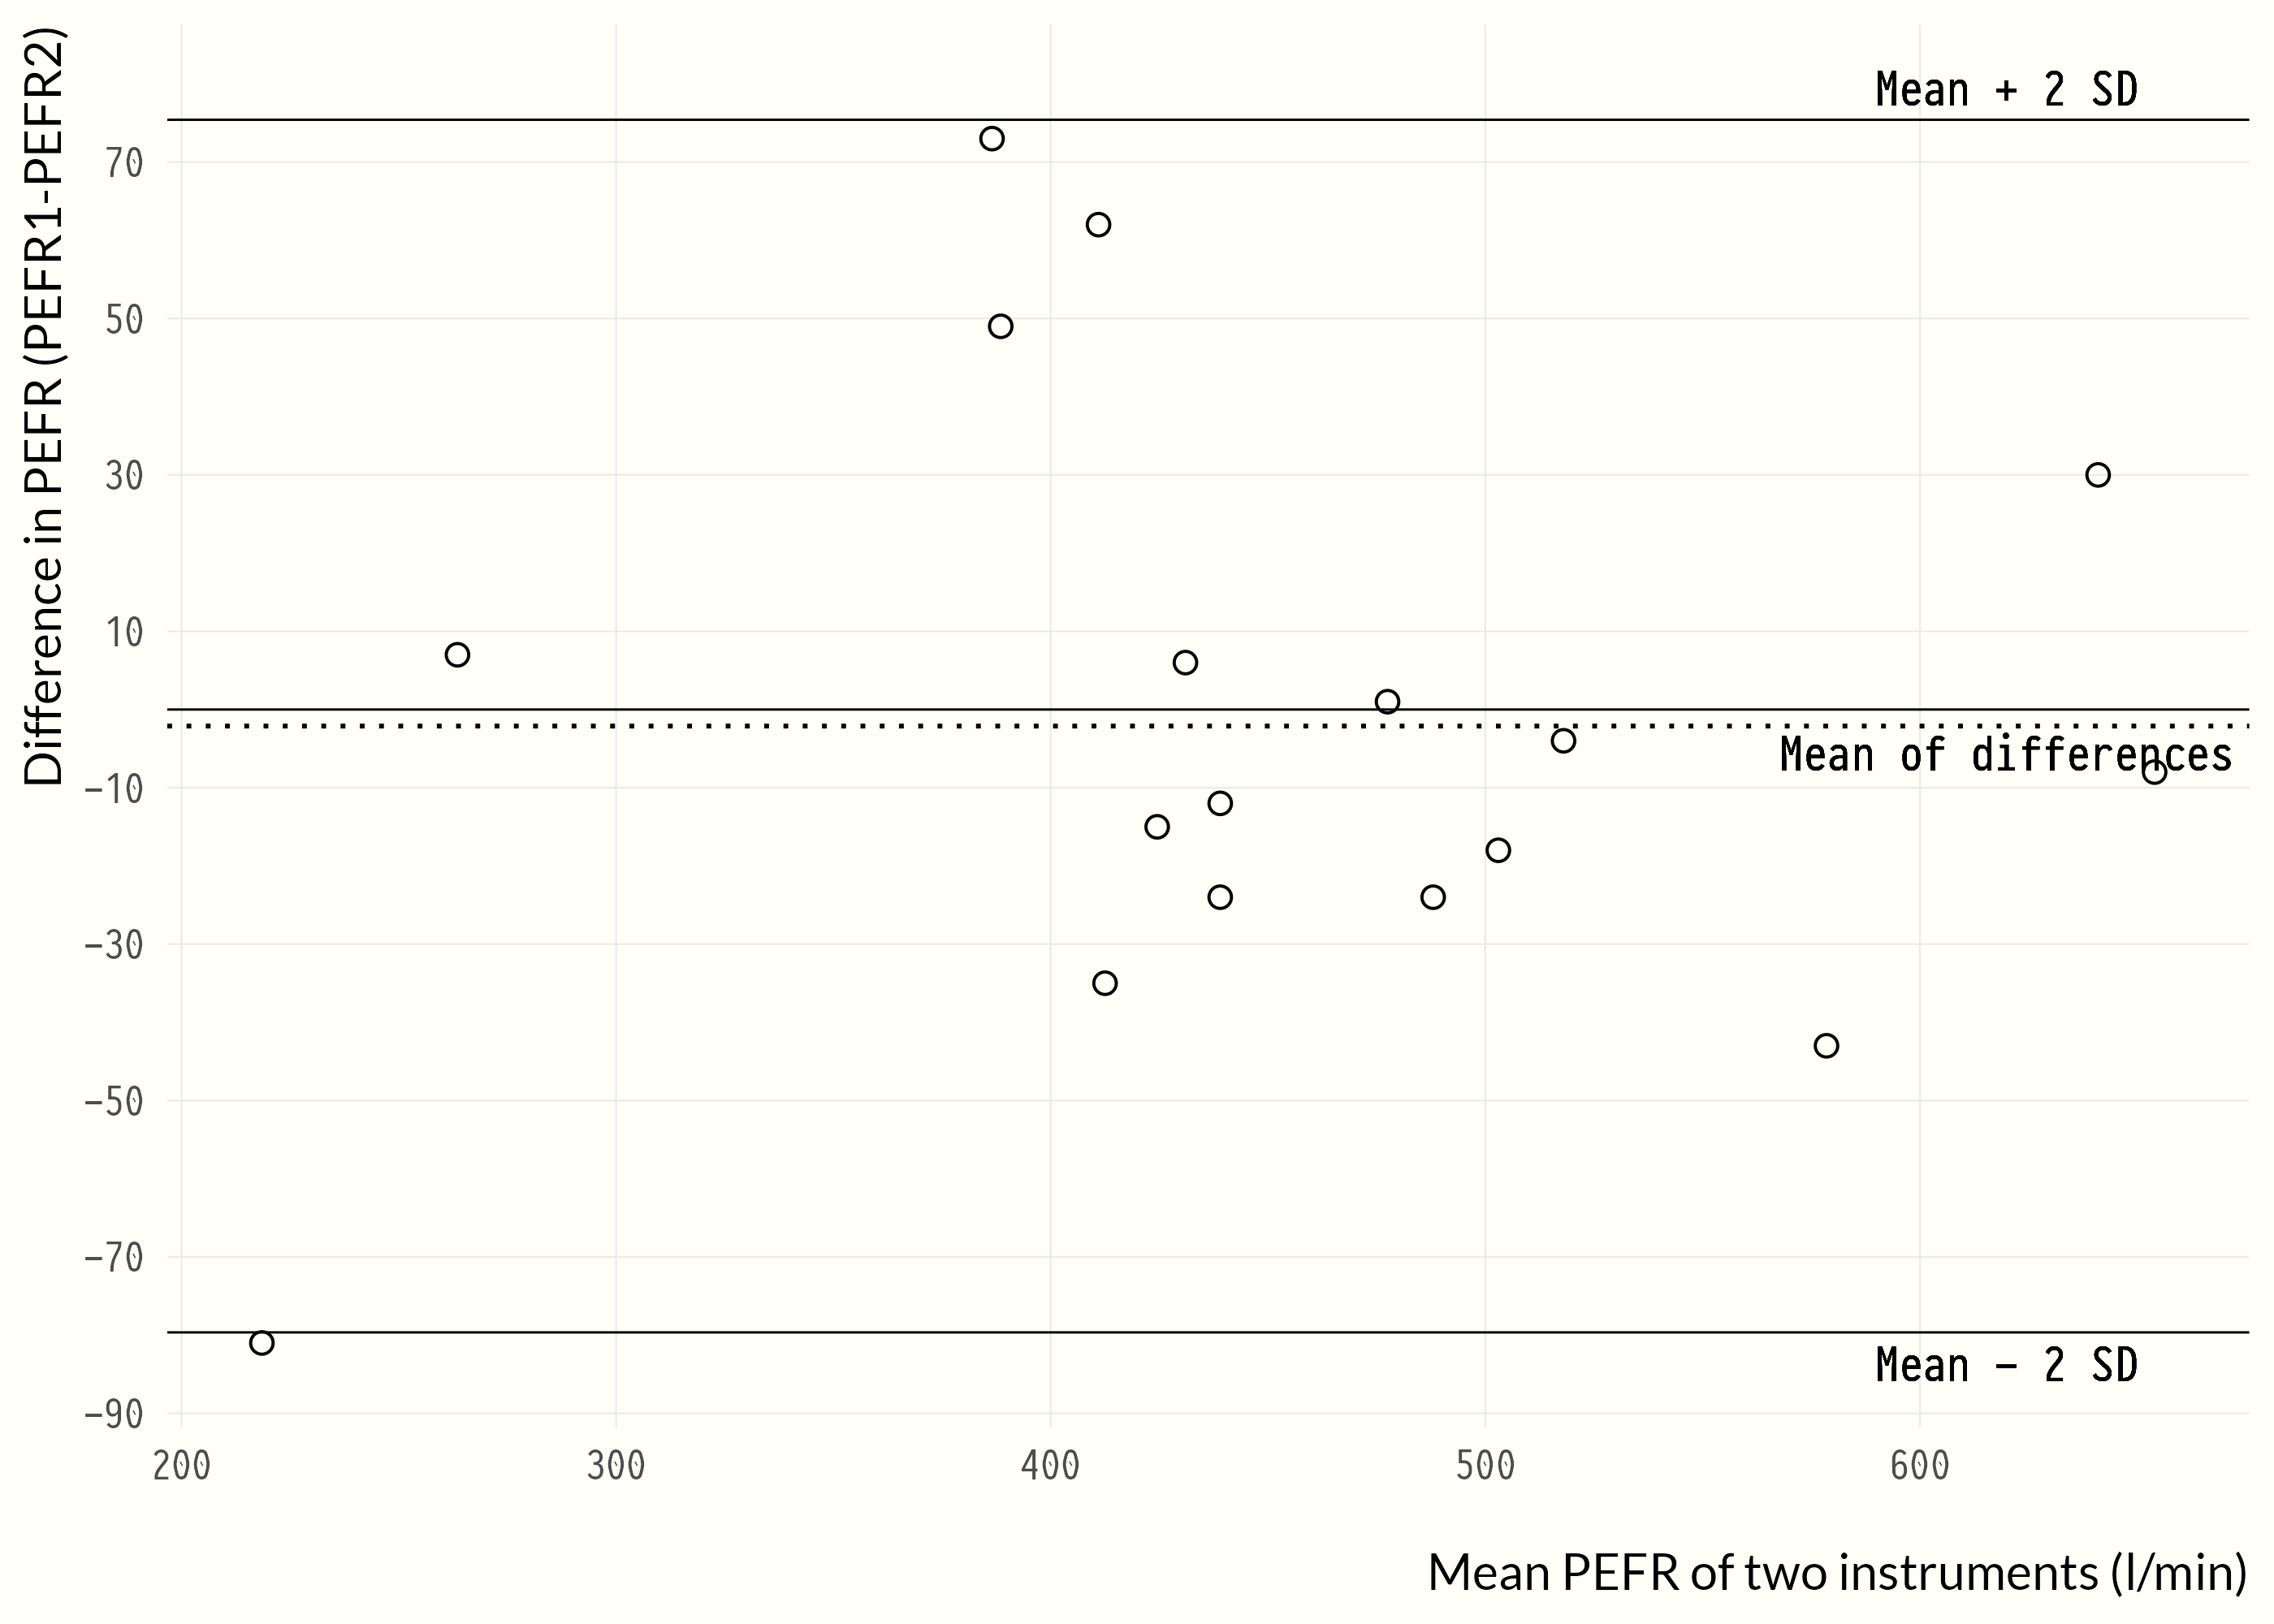 Difference in PEFR (PEFR1-PEFR2)
Mean + 2 SD
70
50
30
10
Mean of differences
−10
−30
−50
−70
Mean − 2 SD
−90
200 300 400 500 600
Mean PEFR of two instruments (l/min)